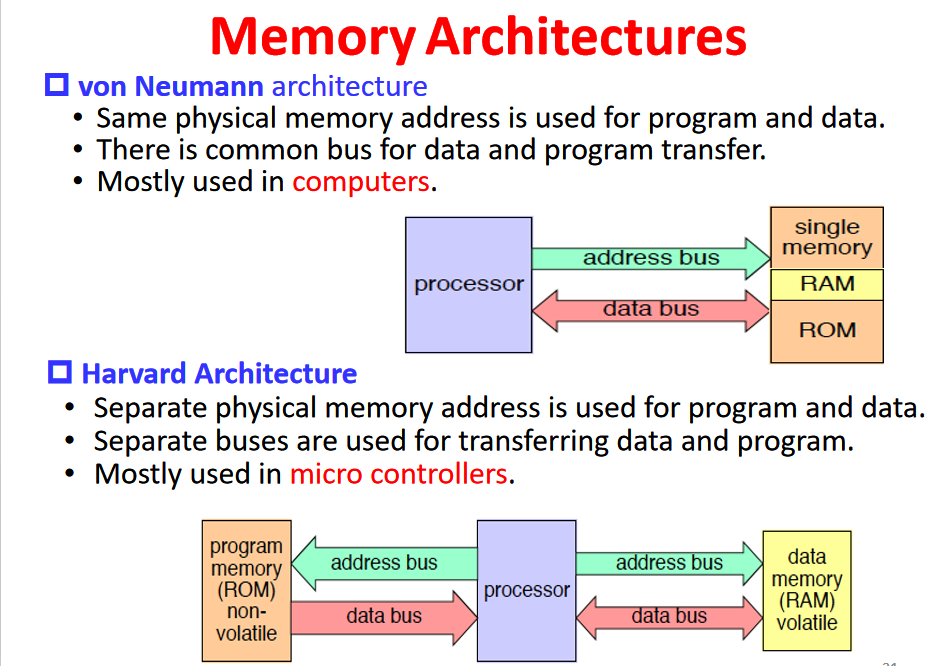 Memory Architectures
von Neumann architecture
• Same physical memory address is used for program and data.
• There is common bus for data and program transfer.
• Mostly used in computers.
processor
address bus
data bus
single
memory
RAM
ROM
Harvard Architecture
• Separate physical memory address is used for program and data.
• Separate buses are used for transferring data and program.
• Mostly used in micro controllers.
program
memory
(ROM)
non-
volatile
address bus
data bus
processor
address bus
data bus
data
memory
(RAM)
volatile